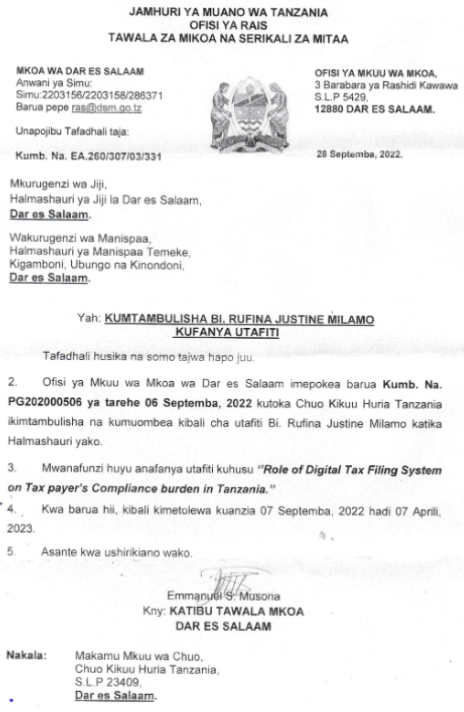 JAMHURI YA MUANO WA TANZANIA
OFISI YA RAIS
TAWALA ZA MIKOA NA SERIKALI ZA MITAA
MKOA WA DAR ES SALAAM
Anwani ya Simu:
Simu:2203156/2203158/286371
Barua pepe ras@dsm.go.tz
Unapojibu Tafadhali taja:
Kumb. Na. EA.260/307/03/331
OFISI YA MKUU WA MKOA,
3 Barabara ya Rashidi Kawawa
S.L.P 5429,
12880 DAR ES SALAAM.
28 Septemba, 2022.
Mkurugenzi wa Jiji,
Halmashauri ya Jiji la Dar es Salaam,
Dar es Salaam.
Wakurugenzi wa Manispaa,
Halmashauri ya Manispaa Temeke,
Kigamboni, Ubungo na Kinondoni,
Dar es Salaam.
Yah: KUMTAMBULISHA BI. RUFINA JUSTINE MILAMO
KUFANYA UTAFITI
Tafadhali husika na somo tajwa hapo juu.
2. Ofisi ya Mkuu wa Mkoa wa Dar es Salaam imepokea barua Kumb. Na.
PG202000506 ya tarehe 06 Septemba, 2022 kutoka Chuo Kikuu Huria Tanzania
ikimtambulisha na kumuombea kibali cha utafiti Bi. Rufina Justine Milamo katika
Halmashauri yako.
3. Mwanafunzi huyu anafanya utafiti kuhusu "Role of Digital Tax Filing System
on Tax payer's Compliance burden in Tanzania."
4. Kwa barua hii, kibali kimetolewa kuanzia 07 Septemba, 2022 hadi 07 Aprili,
2023.
5. Asante kwa ushirikiano wako.
Emmanuel S. Musona
Kny: KATIBU TAWALA MKOA
DAR ES SALAAM
Nakala: Makamu Mkuu wa Chuo,
Chuo Kikuu Huria Tanzania,
S.L.P 23409,
Dar es Salaam.